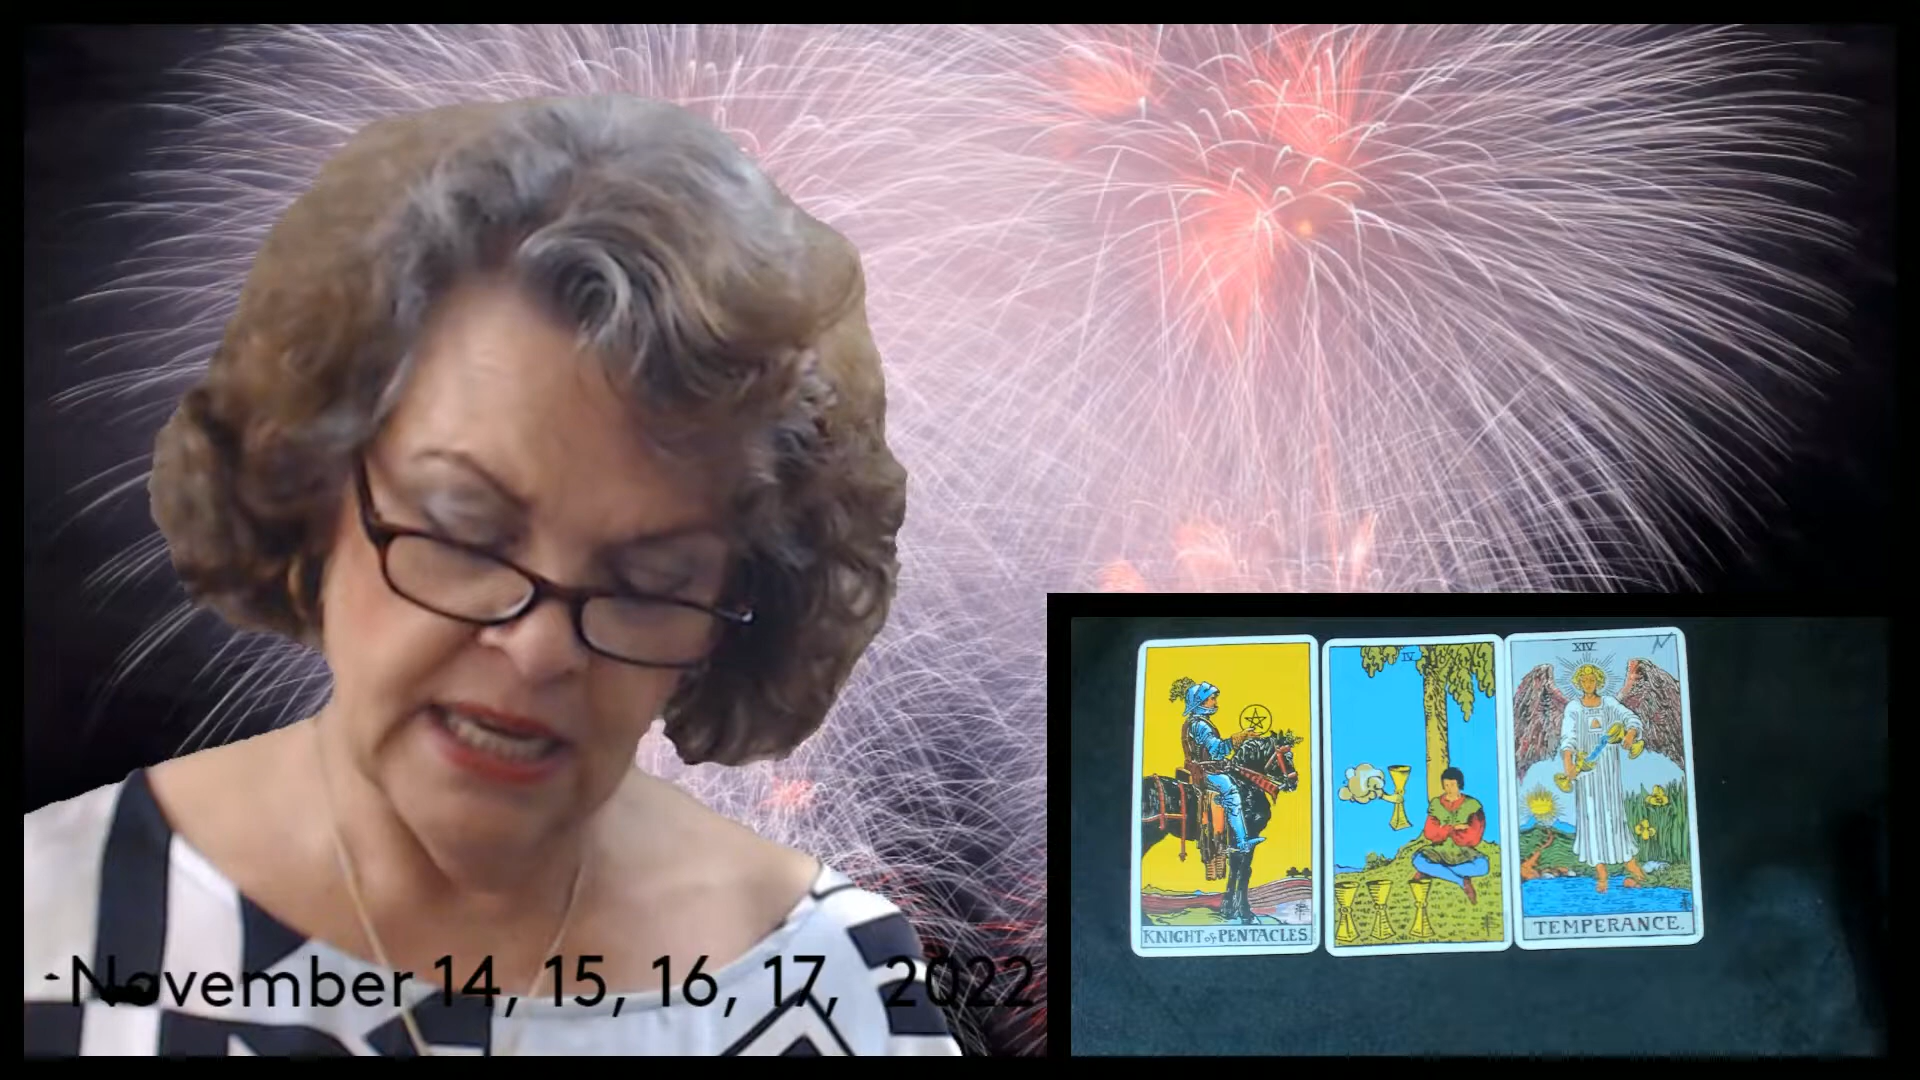 November 14, 15, 16, 17, 2022
KNIGHT of PENTACLES.
IV
XIV
TEMPERANCE.